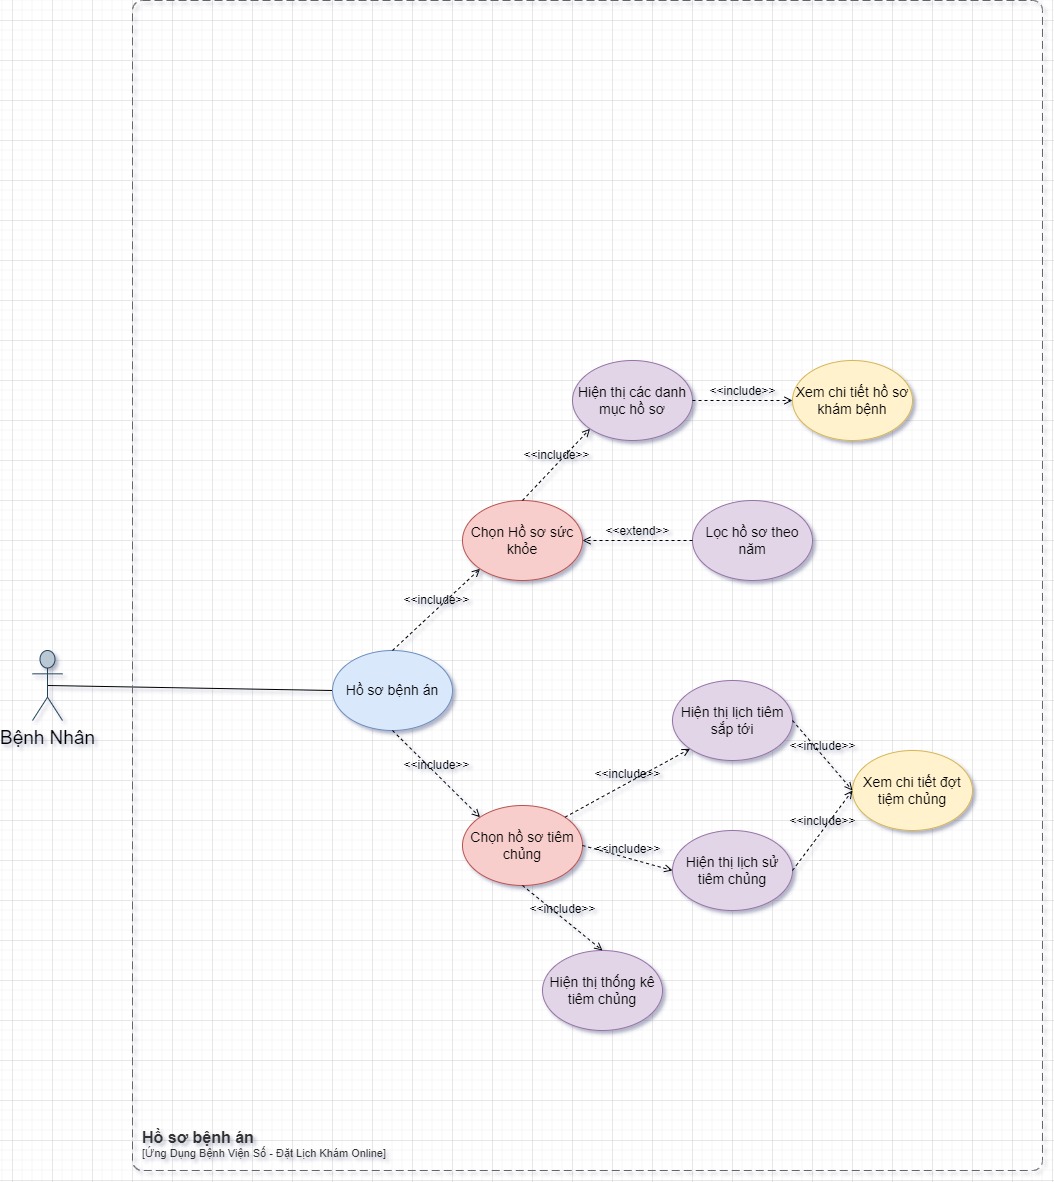 Hiện thị các danh
mục hồ sơ
<<include>>
Xem chi tiết hồ sơ
khám bệnh
<<include>>
Chọn Hồ sơ sức
khỏe
<<extend>>
Lọc hồ sơ theo
năm
<<include>>
Hồ sơ bệnh án
Bệnh Nhân
<<include>>
Hiện thị lịch tiêm
sắp tới
<<include>>
<<include>>
Xem chi tiết đợt
tiệm chủng
<<include>>
Chọn hồ sơ tiêm
chủng
<<include>>
Hiện thị lịch sử
tiêm chủng
<<include>>
Hiện thị thống kê
tiêm chủng
Hồ sơ bệnh án
[Ứng Dụng Bệnh Viện Số - Đặt Lịch Khám Online]